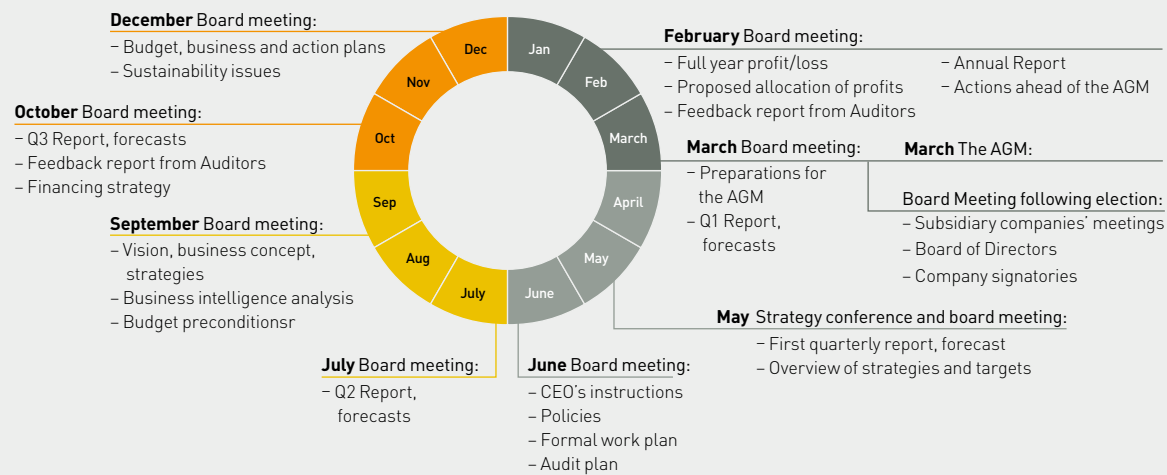 December Board meeting:
– Budget, business and action plans
– Sustainability issues
October Board meeting:
– Q3 Report, forecasts
– Feedback report from Auditors
– Financing strategy
September Board meeting:
– Vision, business concept,
strategies
– Business intelligence analysis
– Budget preconditionsr
July Board meeting:
– Q2 Report,
forecasts
June Board meeting:
– CEO’s instructions
– Policies
– Formal work plan
– Audit plan
May Strategy conference and board meeting:
– First quarterly report, forecast
– Overview of strategies and targets
February Board meeting:
– Full year profit/loss
– Proposed allocation of profits
– Feedback report from Auditors
– Annual Report
– Actions ahead of the AGM
March Board meeting:
– Preparations for
the AGM
– Q1 Report,
forecasts
March The AGM:
Board Meeting following election:
– Subsidiary companies’ meetings
– Board of Directors
– Company signatories
Jan
Feb
March
April
May
June
July
Aug
Sep
Oct
Nov
Dec